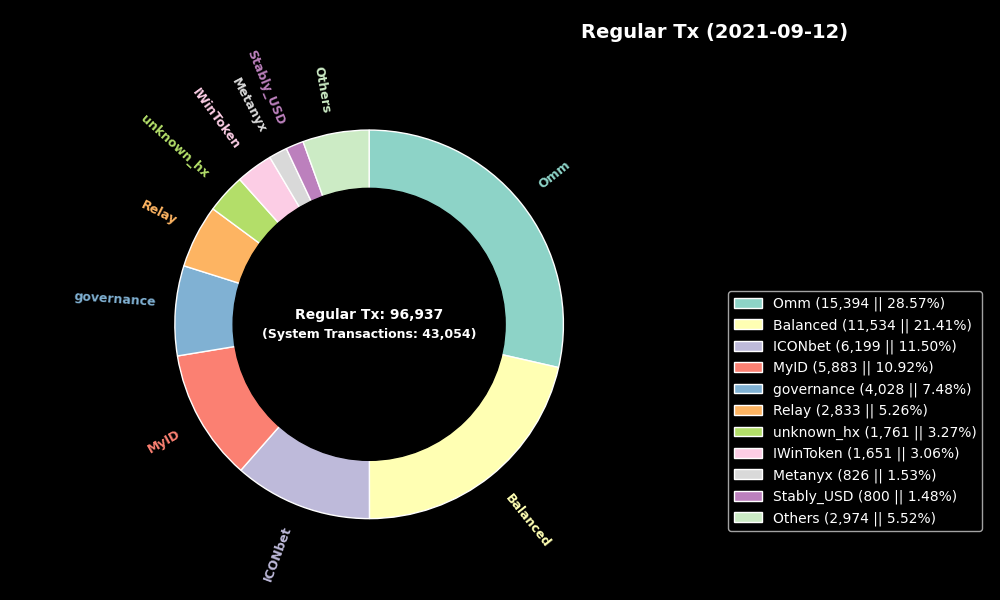 Regular Tx (2021-09-12)
Others
Stably_USD
Metanyx
IWinToken
unknown_hx
Relay
governance
MyID
ICONbet
Balanced
Omm
Regular Tx: 96,937
(System Transactions: 43,054)
Omm (15,394 || 28.57%)
Balanced (11,534 || 21.41%)
ICONbet (6,199 || 11.50%)
MyID (5,883 || 10.92%)
governance (4,028 || 7.48%)
Relay (2,833 || 5.26%)
unknown_hx (1,761 || 3.27%)
IWinToken (1,651 || 3.06%)
Metanyx (826 || 1.53%)
Stably_USD (800 || 1.48%)
Others (2,974 || 5.52%)